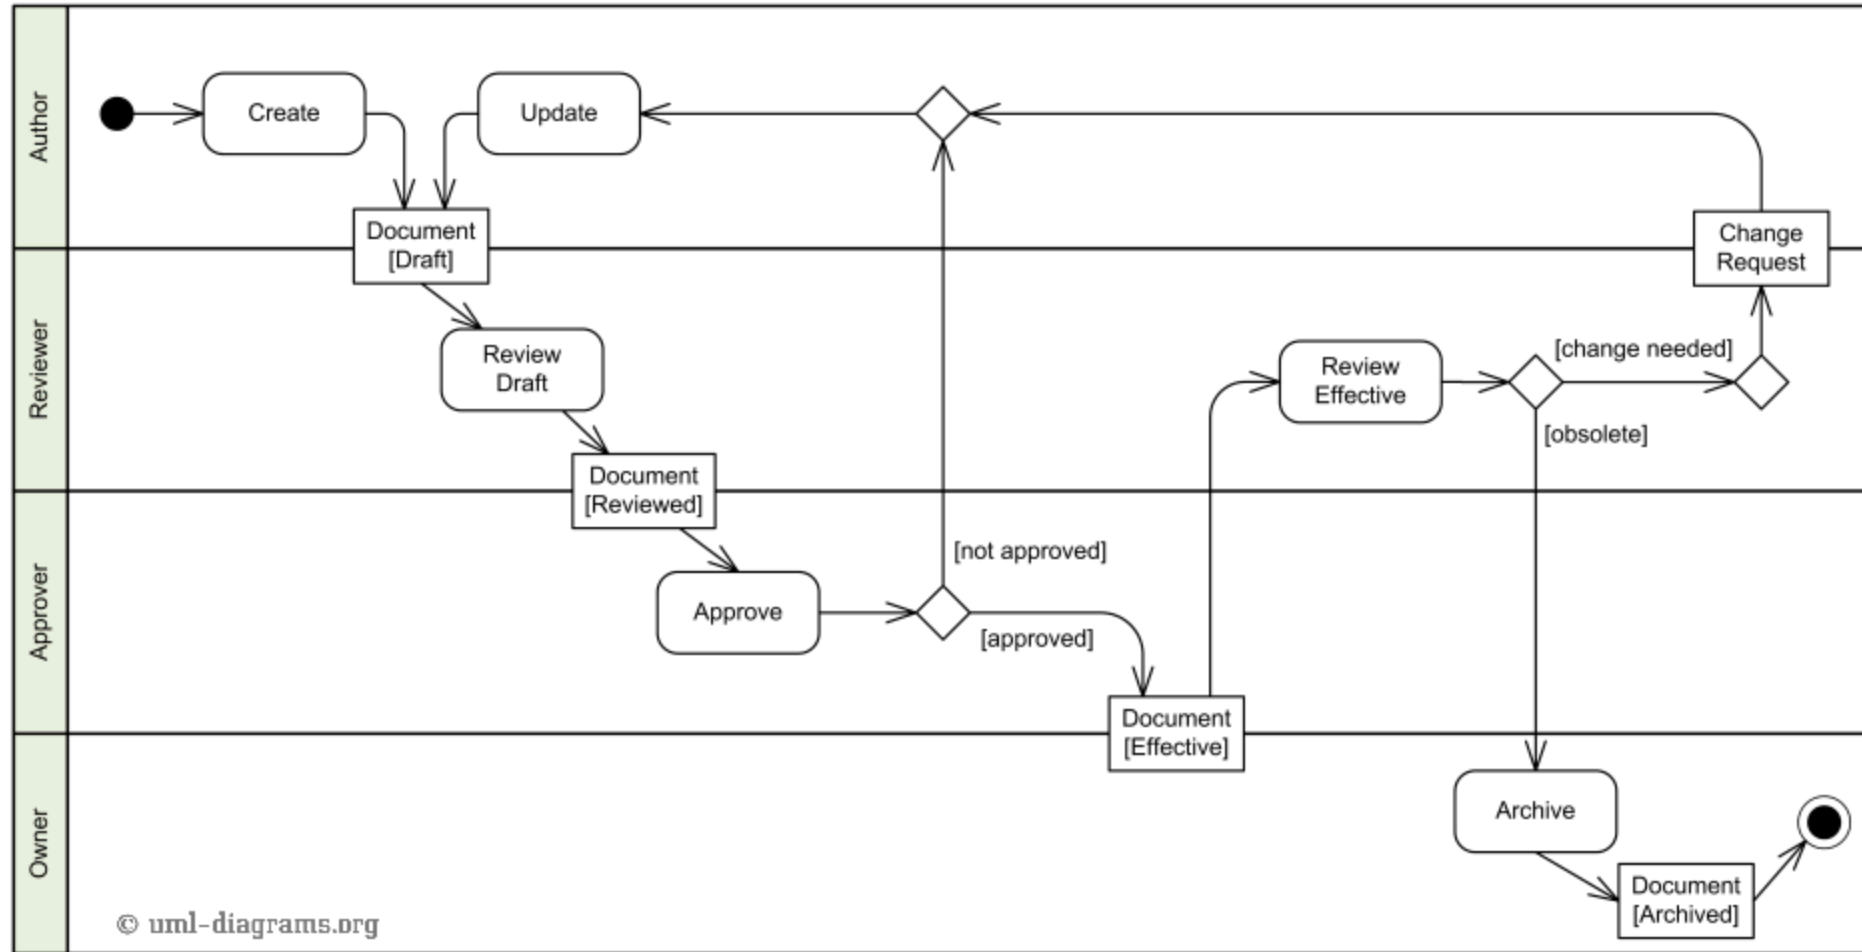 Author
Create
Update
Document
[Draft]
Change
Request
Reviewer
Review
Draft
Review
Effective
[change needed]
[obsolete]
Document
[Reviewed]
Approver
[not approved]
Approve
[approved]
Document
[Effective]
Owner
Archive
Document
[Archived]
© uml-diagrams.org